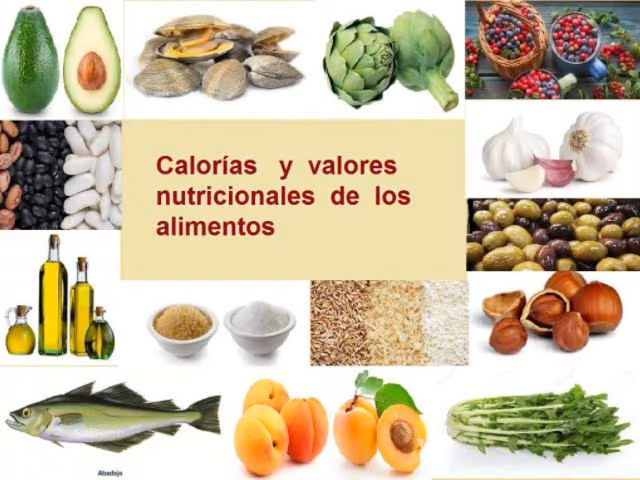 Calorías y valores
nutricionales de los
alimentos
Abadejo